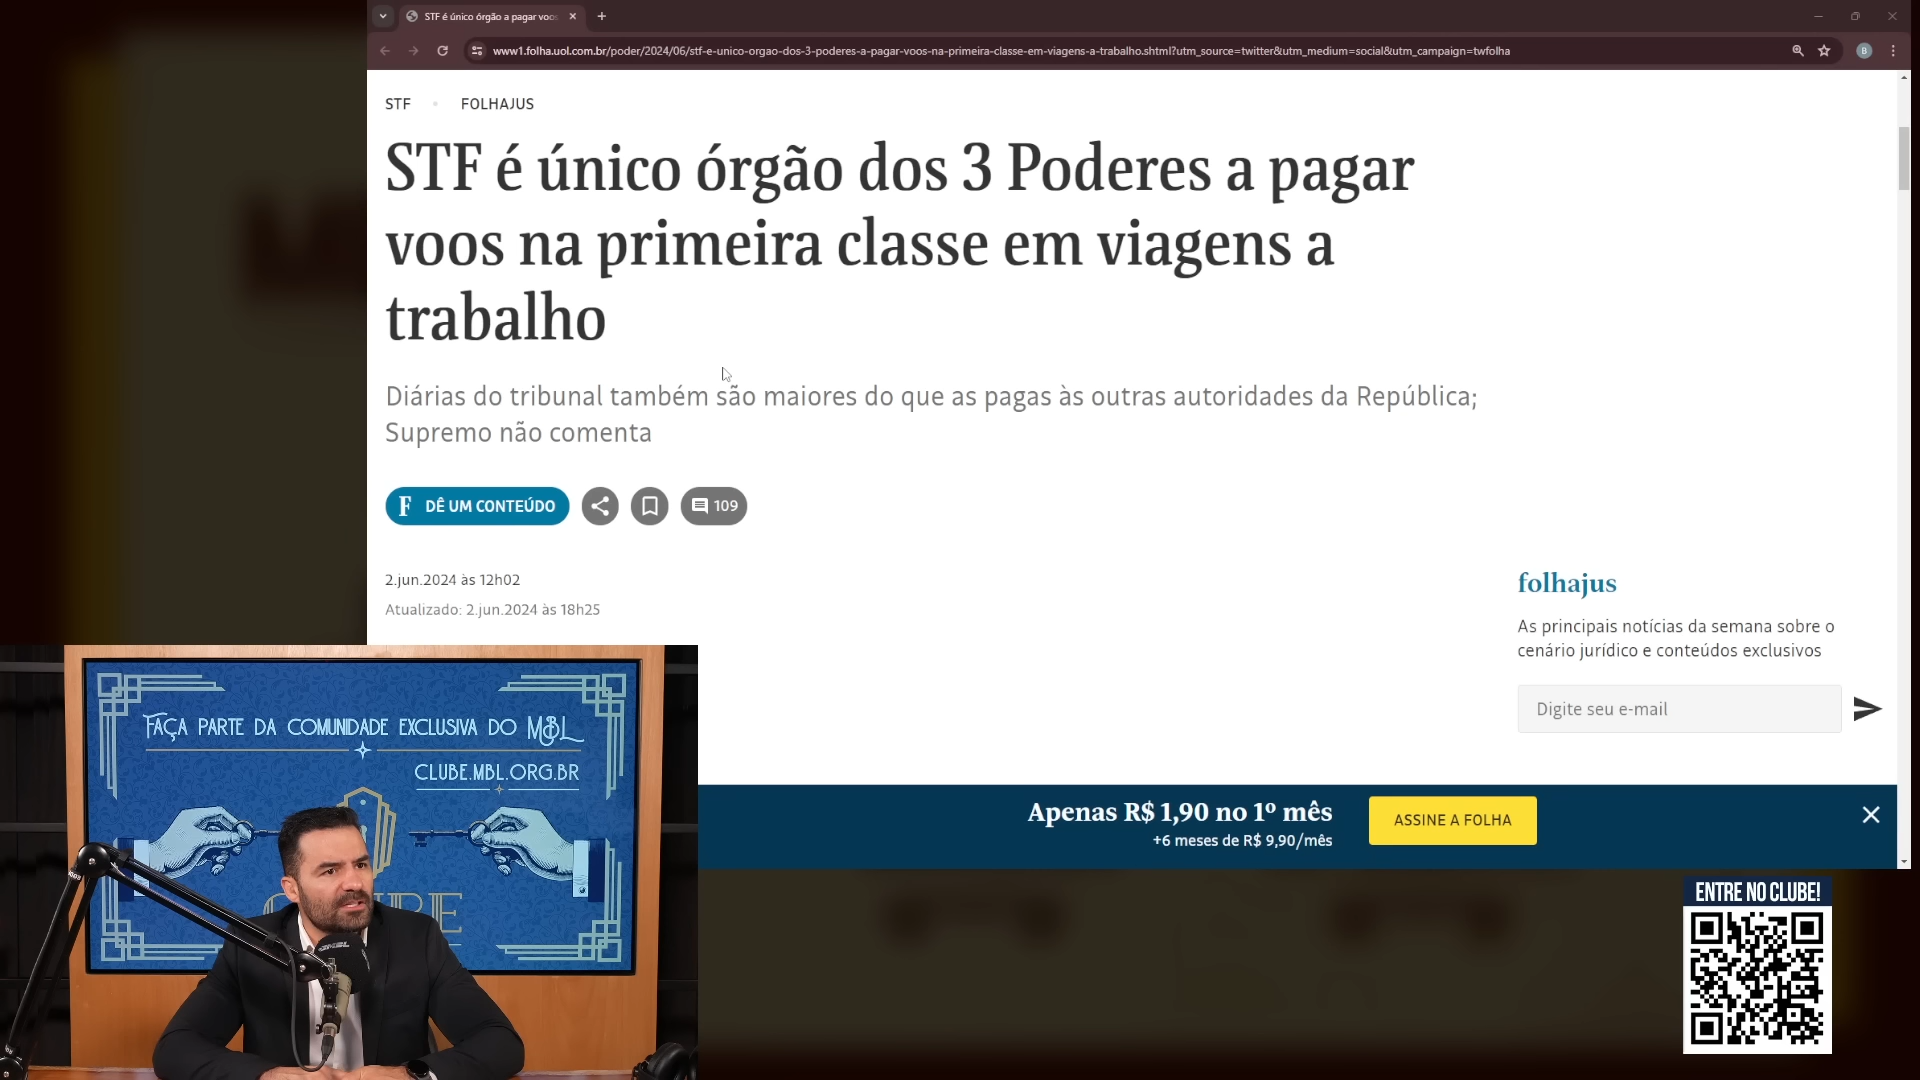 STF é único órgão a pagar voos
www1.folha.uol.com.br/poder/2024/06/stf-e-unico-orgao-dos-3-poderes-a-pagar-voos-na-primeira-classe-em-viagens-a-trabalho.shtml?utm_source=twitter&utm_medium=social&utm_campaign=twfolha
B
STF • FOLHAJUS
STF é único órgão dos 3 Poderes a pagar
voos na primeira classe em viagens a
trabalho
Diárias do tribunal também são maiores do que as pagas às outras autoridades da República;
Supremo não comenta
F DÊ UM CONTEÚDO
109
2.jun.2024 às 12h02
Atualizado: 2.jun.2024 às 18h25
folhajus
As principais notícias da semana sobre o
cenário jurídico e conteúdos exclusivos
Digite seu e-mail
FAÇA PARTE DA COMUNIDADE EXCLUSIVA DO MBL
CLUBE.MBL.ORG.BR
Apenas R$ 1,90 no 1º mês
+6 meses de R$ 9,90/mês
ASSINE A FOLHA
ENTRE NO CLUBE!